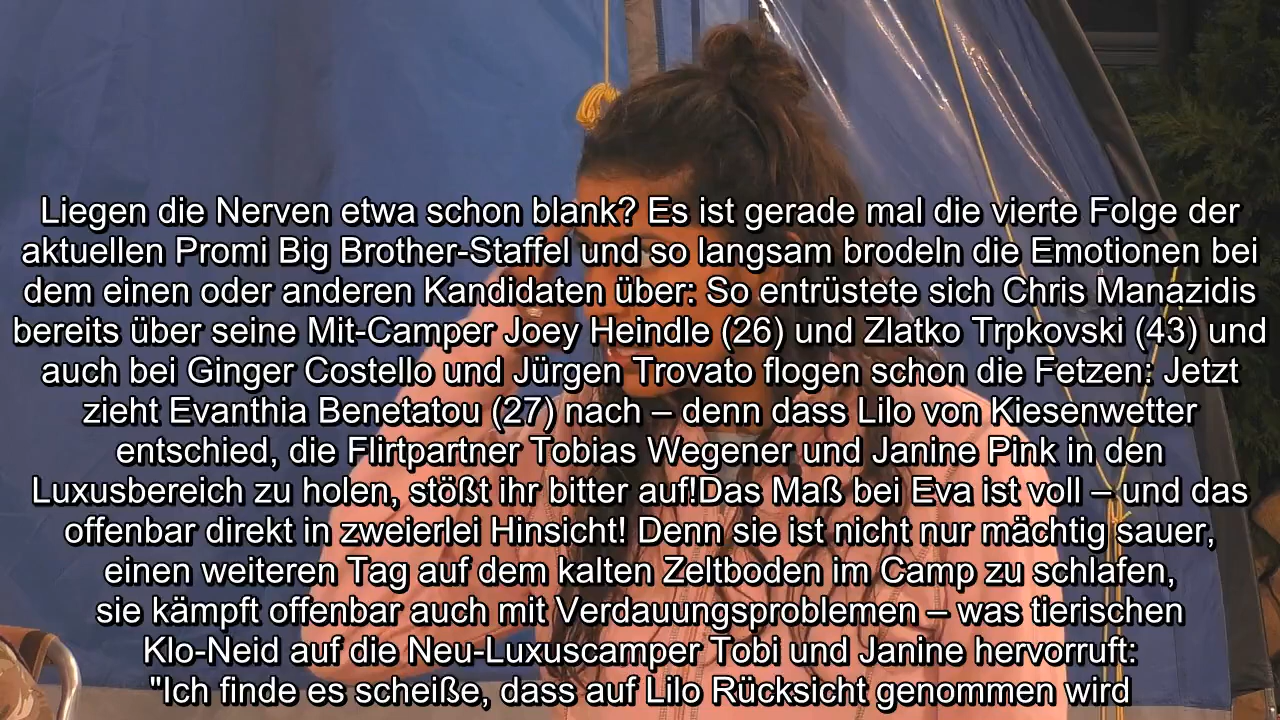 Liegen die Nerven etwa schon blank? Es ist gerade mal die vierte Folge der
aktuellen Promi Big Brother-Staffel und so langsam brodeln die Emotionen bei
dem einen oder anderen Kandidaten über: So entrüstete sich Chris Manazidis
bereits über seine Mit-Camper Joey Heindle (26) und Zlatko Trpkovski (43) und
auch bei Ginger Costello und Jürgen Trovato flogen schon die Fetzen: Jetzt
zieht Evanthia Benetatou (27) nach – denn dass Lilo von Kiesenwetter
entschied, die Flirtpartner Tobias Wegener und Janine Pink in den
Luxusbereich zu holen, stößt ihr bitter auf!Das Maß bei Eva ist voll – und das
offenbar direkt in zweierlei Hinsicht! Denn sie ist nicht nur mächtig sauer,
einen weiteren Tag auf dem kalten Zeltboden im Camp zu schlafen,
sie kämpft offenbar auch mit Verdauungsproblemen – was tierischen
Klo-Neid auf die Neu-Luxuscamper Tobi und Janine hervorruft:
"Ich finde es scheiße, dass auf Lilo Rücksicht genommen wird